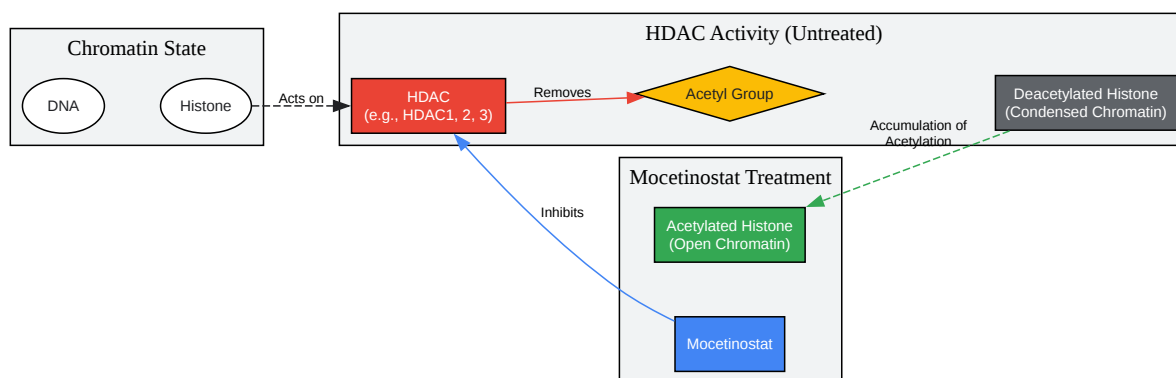 Chromatin State
DNA
Histone
Acts on
HDAC Activity (Untreated)
HDAC
(e.g., HDAC1, 2, 3)
Removes
Acetyl Group
Deacetylated Histone
(Condensed Chromatin)
Accumulation of
Acetylation
Mocetinostat Treatment
Acetylated Histone
(Open Chromatin)
Inhibits
Mocetinostat